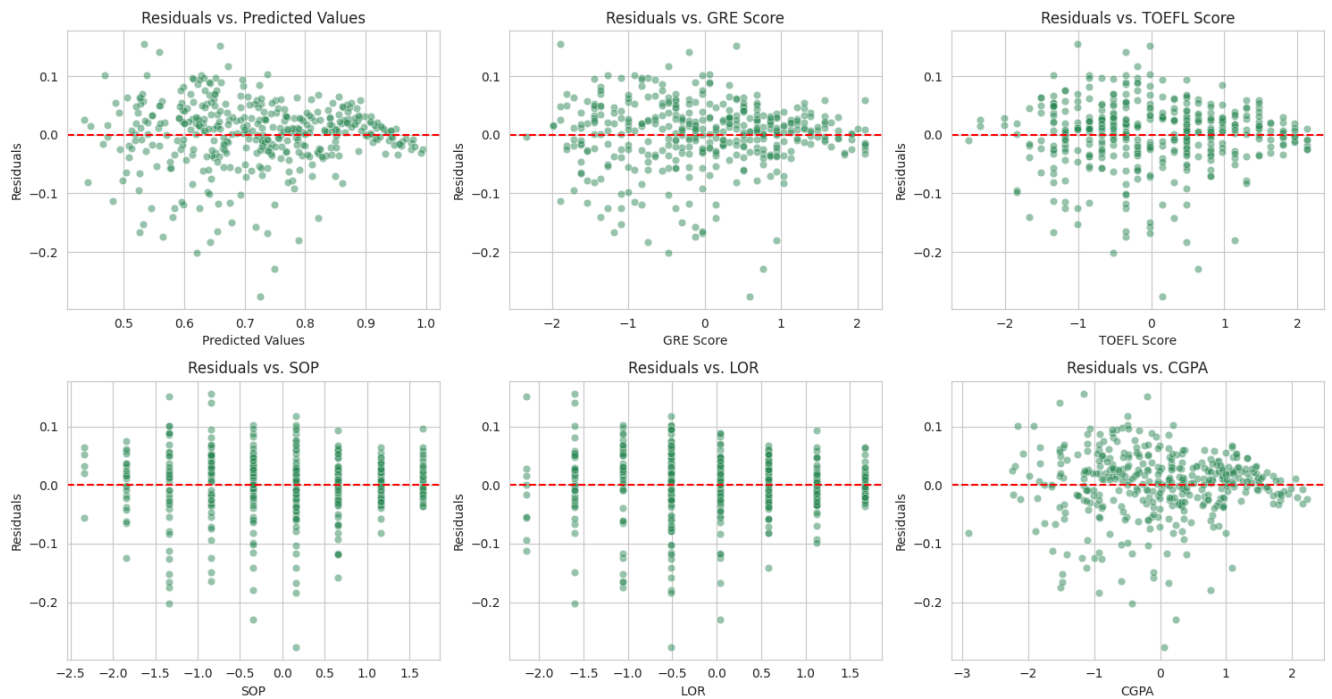 Residuals vs. Predicted Values
Residuals
0.1
0.0
−0.1
−0.2
0.5 0.6 0.7 0.8 0.9 1.0
Predicted Values
Residuals vs. GRE Score
Residuals
0.1
0.0
−0.1
−0.2
−2 −1 0 1 2
GRE Score
Residuals vs. TOEFL Score
Residuals
0.1
0.0
−0.1
−0.2
−2 −1 0 1 2
TOEFL Score
Residuals vs. SOP
Residuals
0.1
0.0
−0.1
−0.2
−2.5 −2.0 −1.5 −1.0 −0.5 0.0 0.5 1.0 1.5
SOP
Residuals vs. LOR
Residuals
0.1
0.0
−0.1
−0.2
−2.0 −1.5 −1.0 −0.5 0.0 0.5 1.0 1.5
LOR
Residuals vs. CGPA
Residuals
0.1
0.0
−0.1
−0.2
−3 −2 −1 0 1 2
CGPA